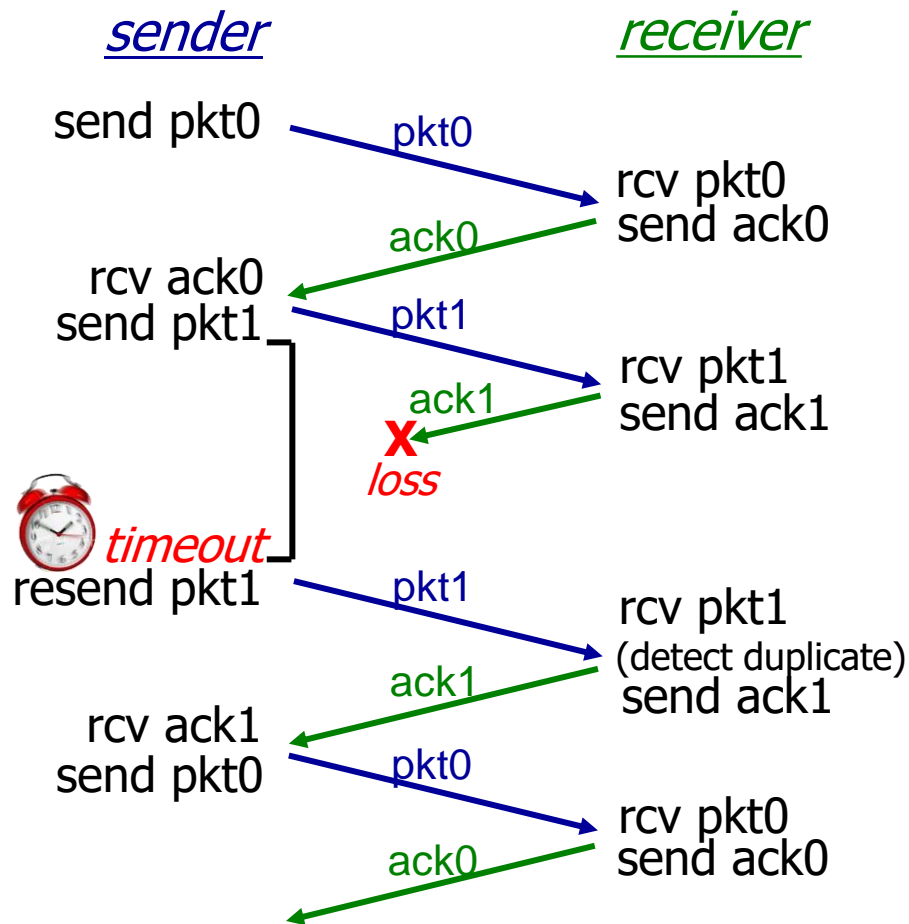 sender
receiver
send pkt0
pkt0
rcv pkt0
send ack0
ack0
rcv ack0
send pkt1
pkt1
rcv pkt1
send ack1
ack1
X
loss
timeout
resend pkt1
pkt1
rcv pkt1
(detect duplicate)
send ack1
ack1
rcv ack1
send pkt0
pkt0
rcv pkt0
send ack0
ack0